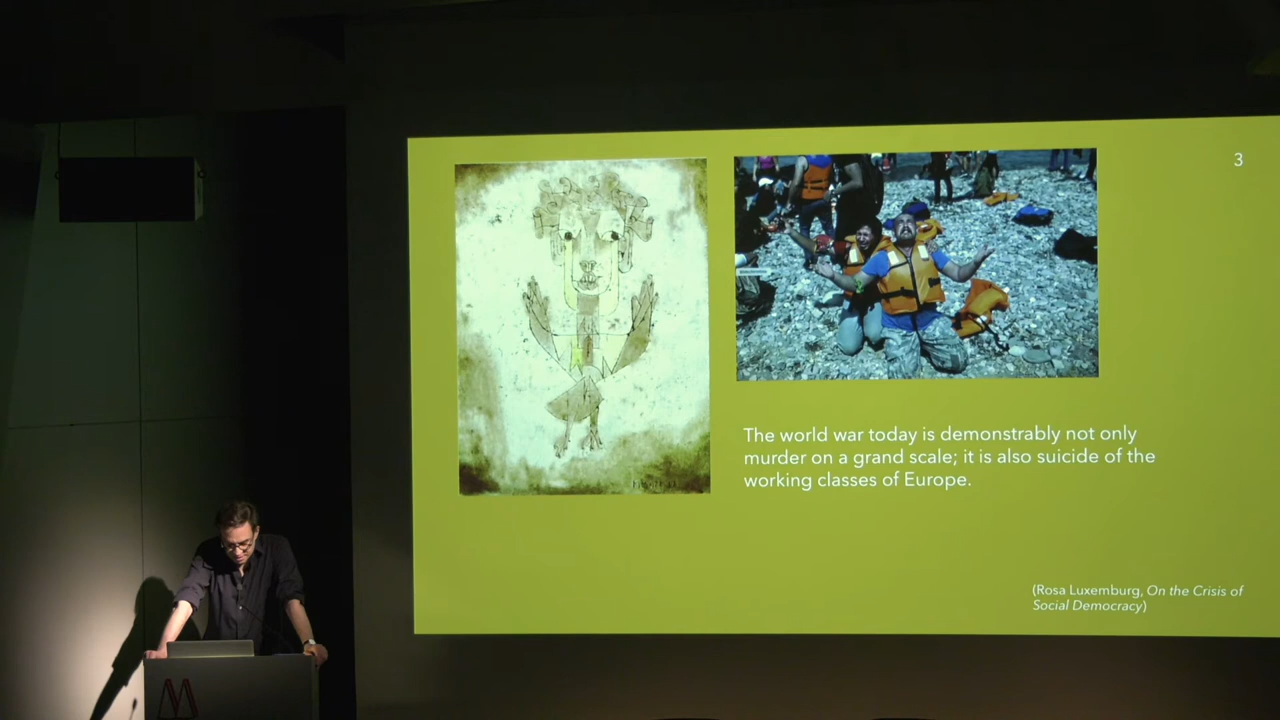 3
The world war today is demonstrably not only
murder on a grand scale; it is also suicide of the
working classes of Europe.
(Rosa Luxemburg, On the Crisis of
Social Democracy)
M